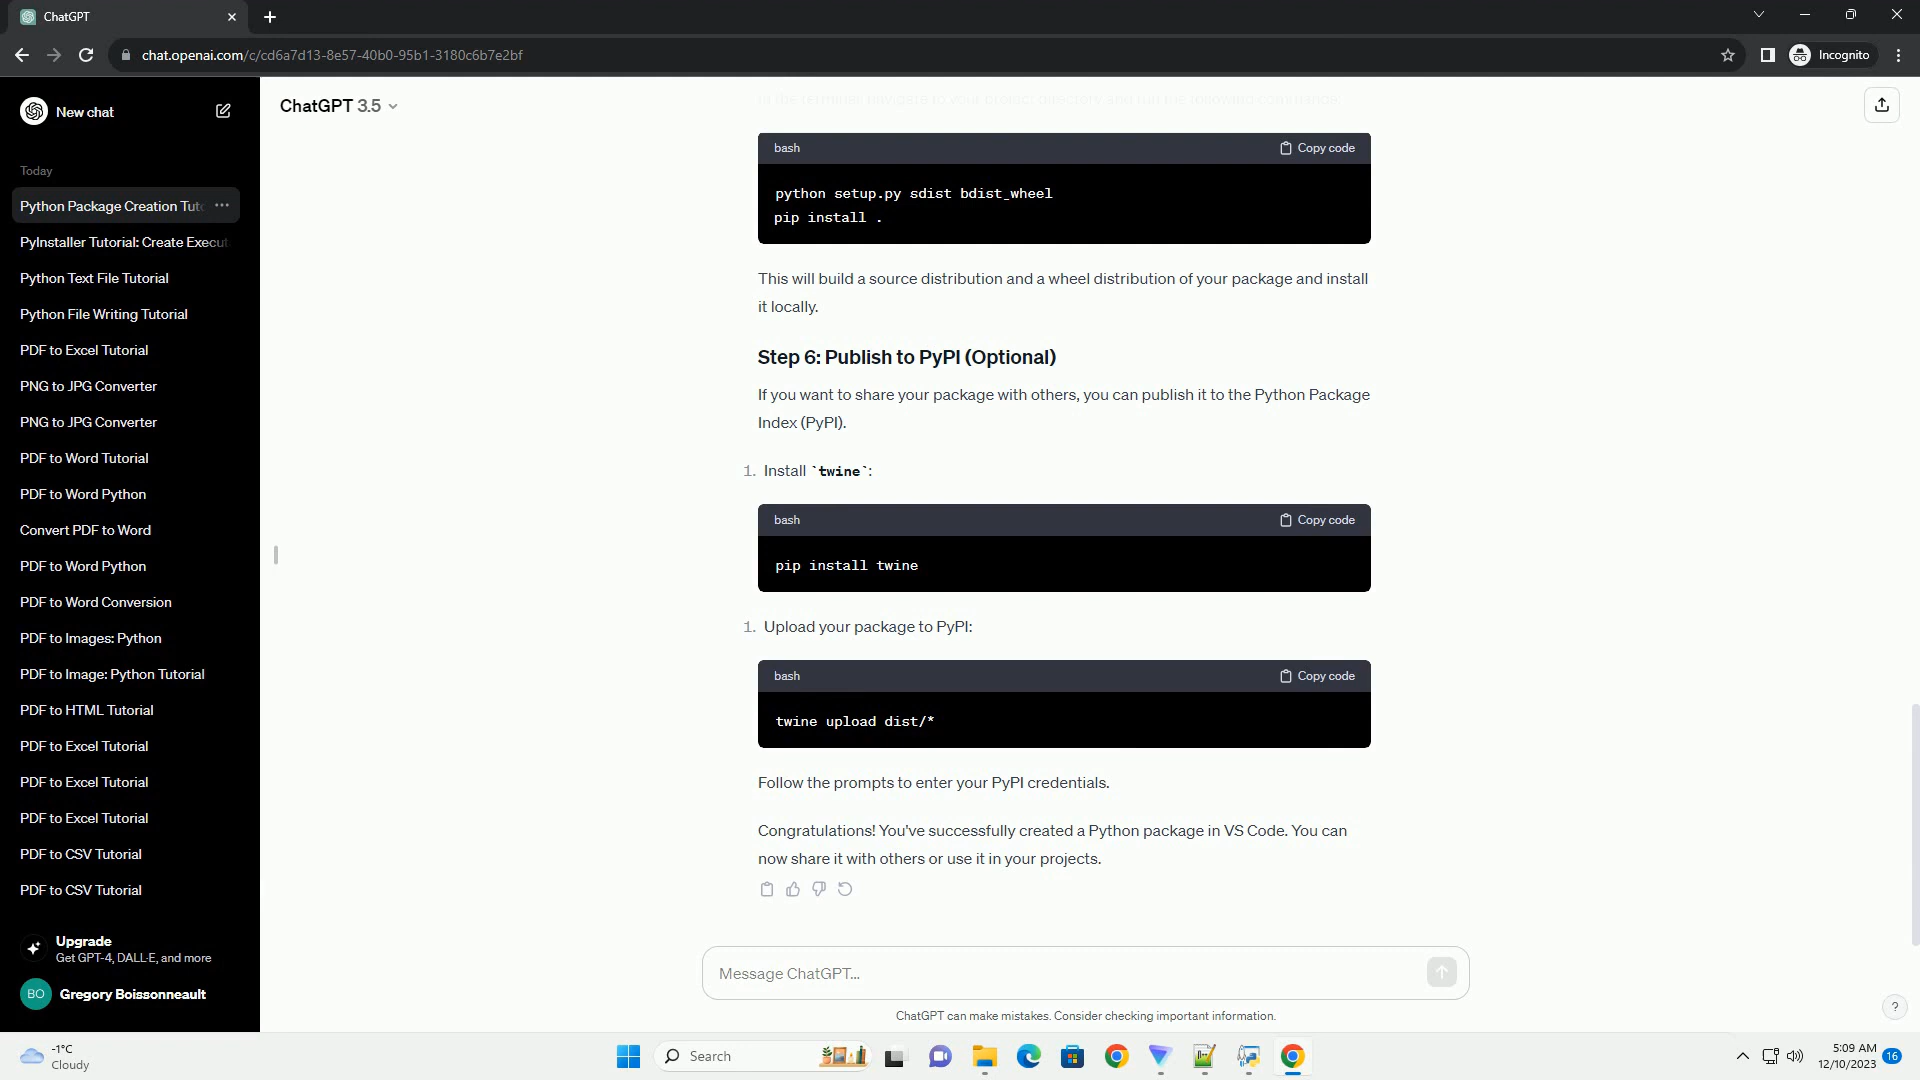 ChatGPT
chat.openai.com/c/cd6a7d13-8e57-40b0-95b1-3180c6b7e2bf
Incognito
New chat
Today
Python Package Creation Tuto
PyInstaller Tutorial: Create Execut
Python Text File Tutorial
Python File Writing Tutorial
PDF to Excel Tutorial
PNG to JPG Converter
PNG to JPG Converter
PDF to Word Tutorial
PDF to Word Python
Convert PDF to Word
PDF to Word Python
PDF to Word Conversion
PDF to Images: Python
PDF to Image: Python Tutorial
PDF to HTML Tutorial
PDF to Excel Tutorial
PDF to Excel Tutorial
PDF to Excel Tutorial
PDF to CSV Tutorial
PDF to CSV Tutorial
Upgrade
Get GPT-4, DALL·E, and more
BO Gregory Boissonneault
ChatGPT 3.5
bash Copy code
python setup.py sdist bdist_wheel
pip install .
This will build a source distribution and a wheel distribution of your package and install
it locally.
Step 6: Publish to PyPI (Optional)
If you want to share your package with others, you can publish it to the Python Package
Index (PyPI).
1. Install `twine`:
bash Copy code
pip install twine
1. Upload your package to PyPI:
bash Copy code
twine upload dist/*
Follow the prompts to enter your PyPI credentials.
Congratulations! You've successfully created a Python package in VS Code. You can
now share it with others or use it in your projects.
Message ChatGPT...
ChatGPT can make mistakes. Consider checking important information.
?
-1°C
Cloudy
Search
5:09 AM
12/10/2023
16